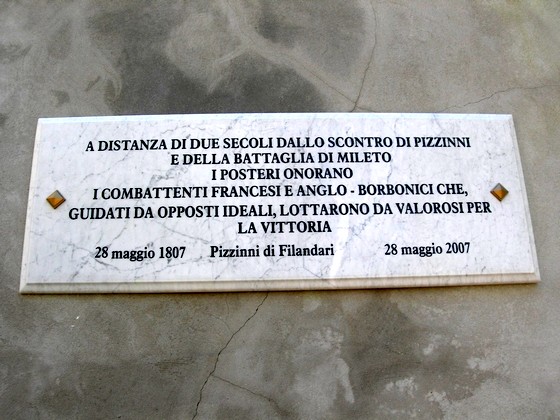 A DISTANZA DI DUE SECOLI DALLO SCONTRO DI PIZZINNI
E DELLA BATTAGLIA DI MILETO
I POSTERI ONORANO
I COMBATTENTI FRANCESI E ANGLO - BORBONICI CHE,
GUIDATI DA OPPOSTI IDEALI, LOTTARONO DA VALOROSI PER
LA VITTORIA
28 maggio 1807 Pizzinni di Filandari 28 maggio 2007